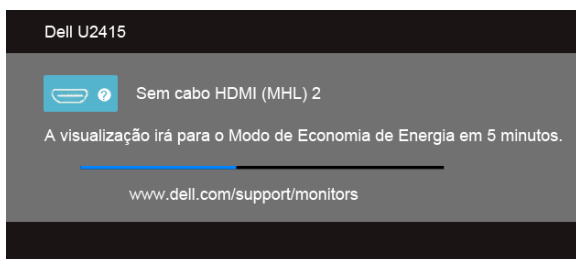 Dell U2415
Sem cabo HDMI (MHL) 2
A visualização irá para o Modo de Economia de Energia em 5 minutos.
www.dell.com/support/monitors